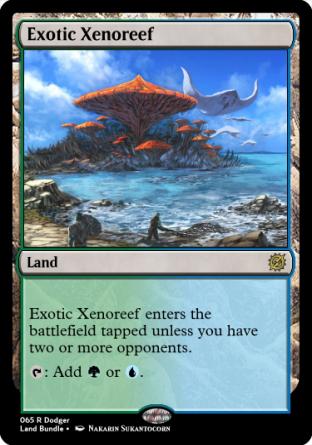 Exotic Xenoreef
Land
Exotic Xenoreef enters the
battlefield tapped unless you have
two or more opponents.
: Add or .
065 R Dodger
Land Bundle • Nakarin Sukantocorn